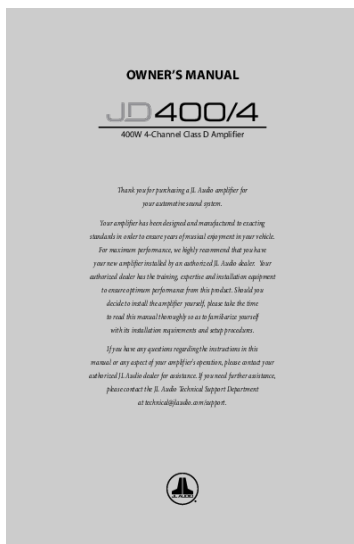 OWNER'S MANUAL
JD400/4
400W 4-Channel Class D Amplifier
Thank you for purchasing a JL Audio amplifier for
your automotive sound system.
Your amplifier has been designed and manufactured to exacting
standards in order to ensure years of musical enjoyment in your vehicle.
For maximum performance, we highly recommend that you have
your new amplifier installed by an authorized JL Audio dealer. Your
authorized dealer has the training, expertise and installation equipment
to ensure optimum performance from this product. Should you
decide to install the amplifier yourself, please take the time
to read this manual thoroughly so as to familiarize yourself
with its installation requirements and setup procedures.
If you have any questions regarding the instructions in this
manual or any aspect of your amplifier's operation, please contact your
authorized JL Audio dealer for assistance. If you need further assistance,
please contact the JL Audio Technical Support Department
at technical@jlaudio.com/support.
JL AUDIO